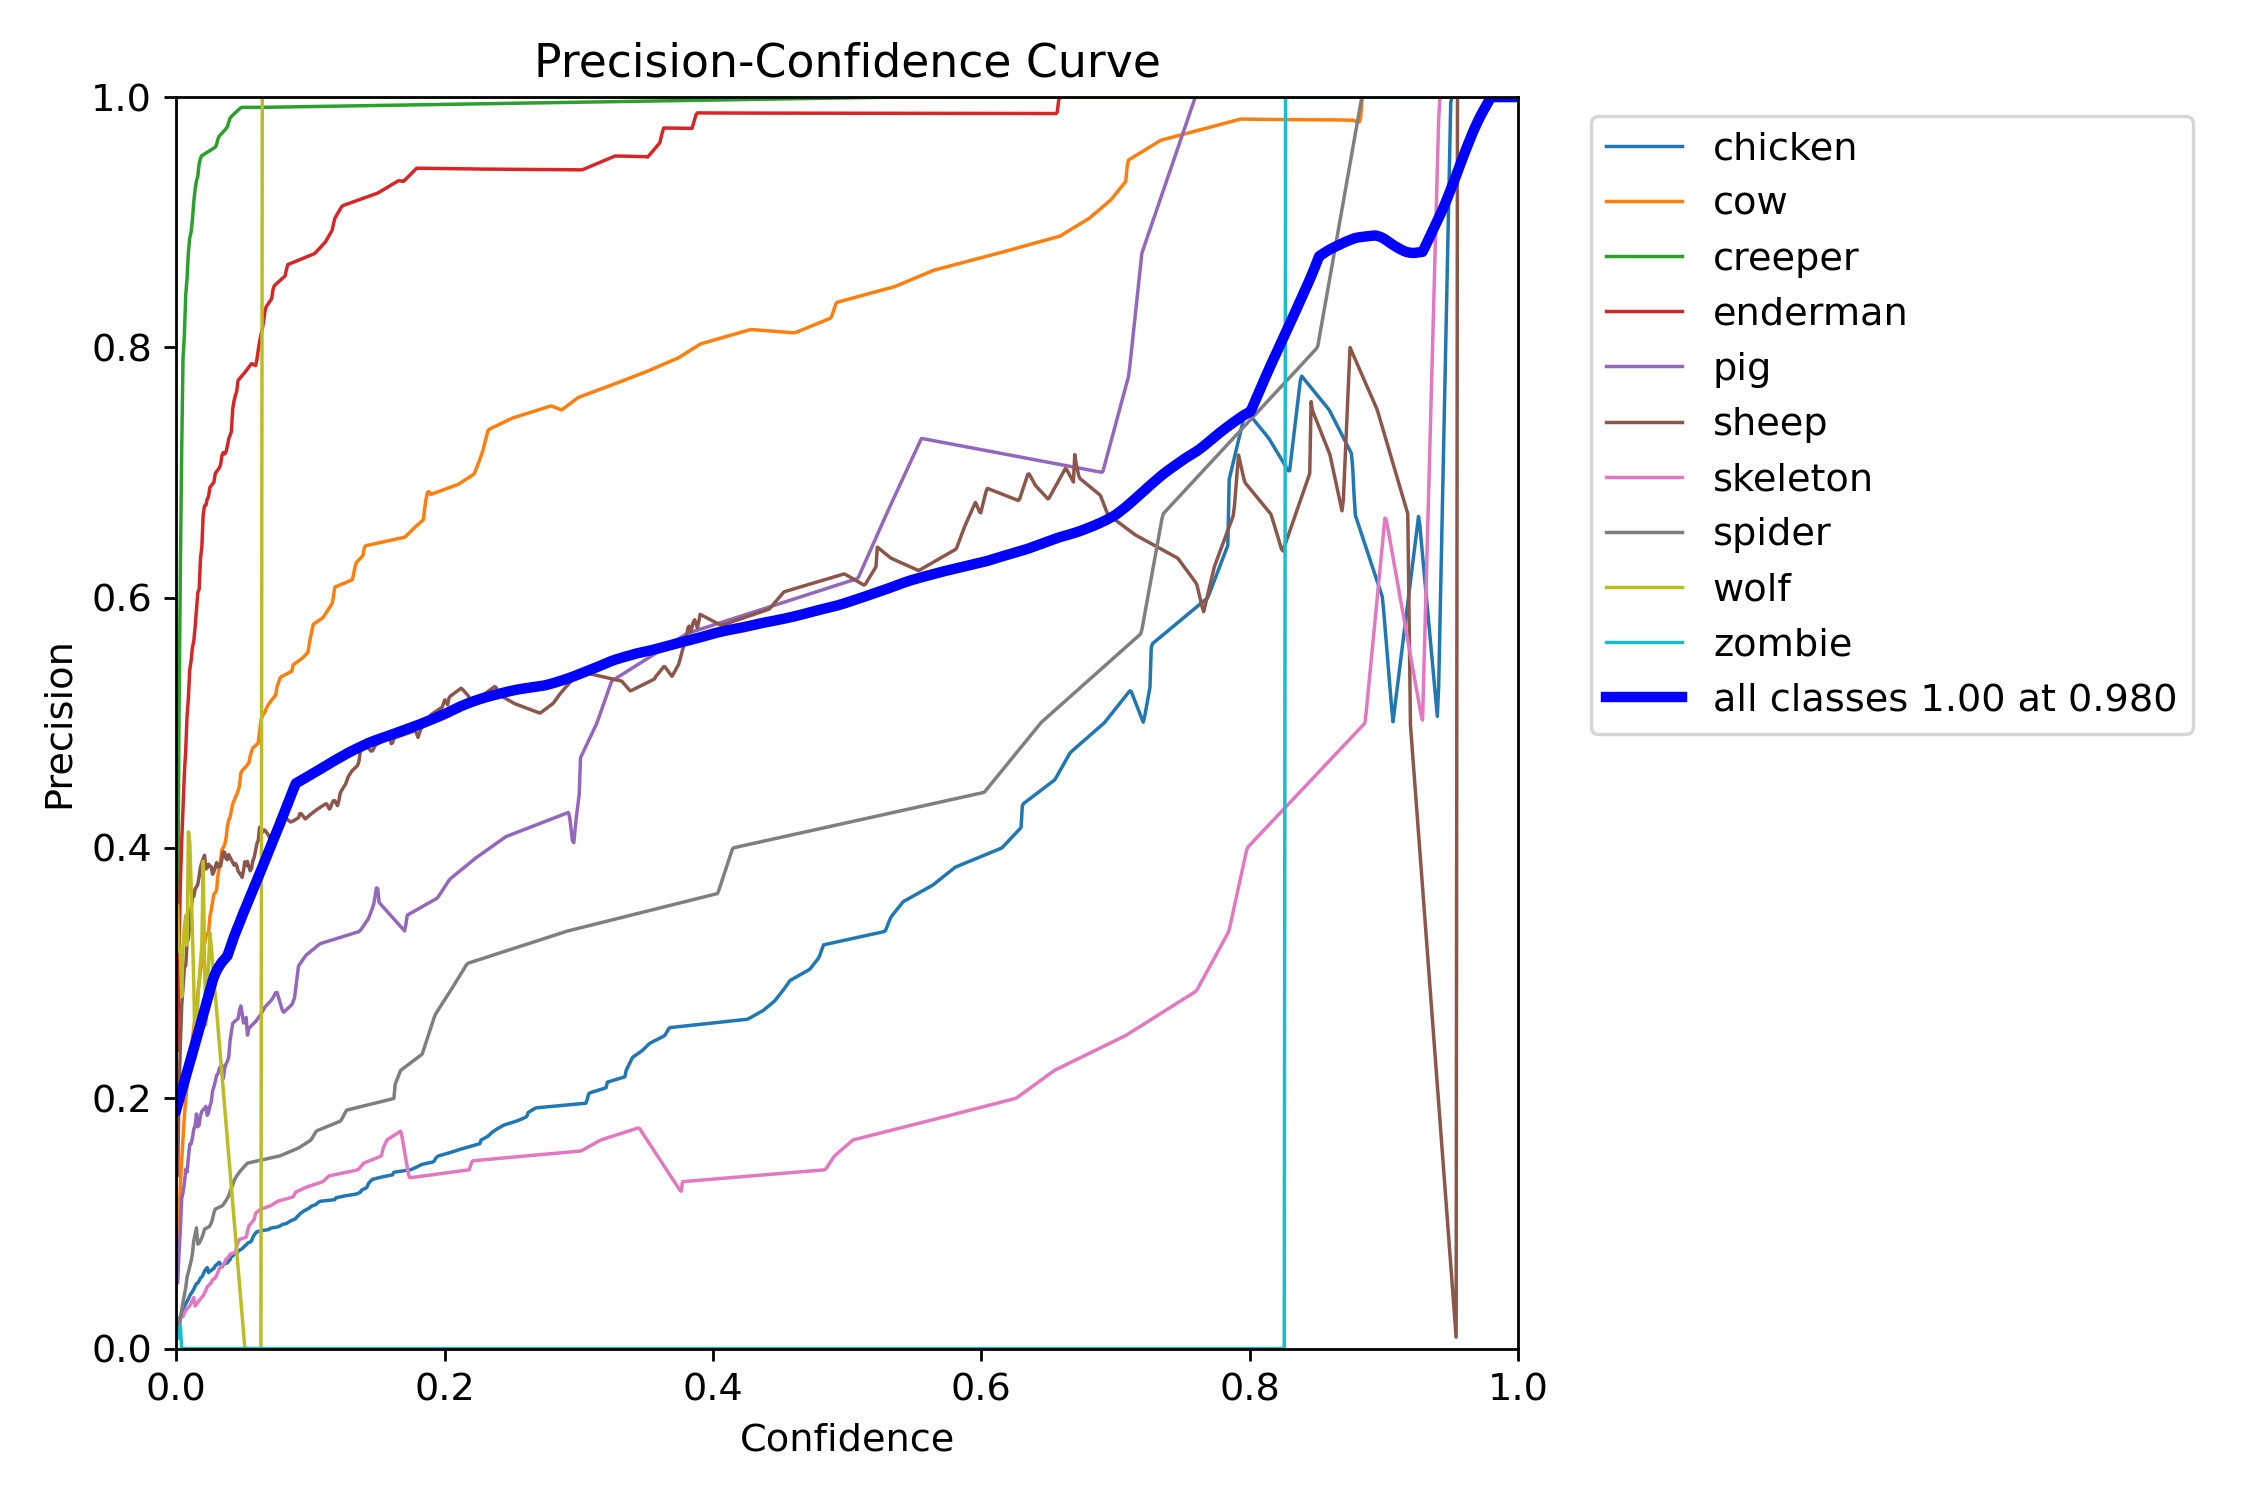 Precision-Confidence Curve
1.0
0.8
0.6
0.4
0.2
0.0
Precision
0.0 0.2 0.4 0.6 0.8 1.0
Confidence
chicken
cow
creeper
enderman
pig
sheep
skeleton
spider
wolf
zombie
all classes 1.00 at 0.980